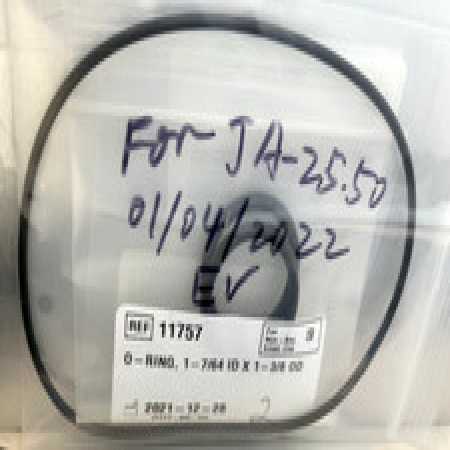 For JA-25.50
01/04/2022
Ev
REF 11757
O-RING, 1-7/64 ID X 1-3/8 OD
2021-12-28
2